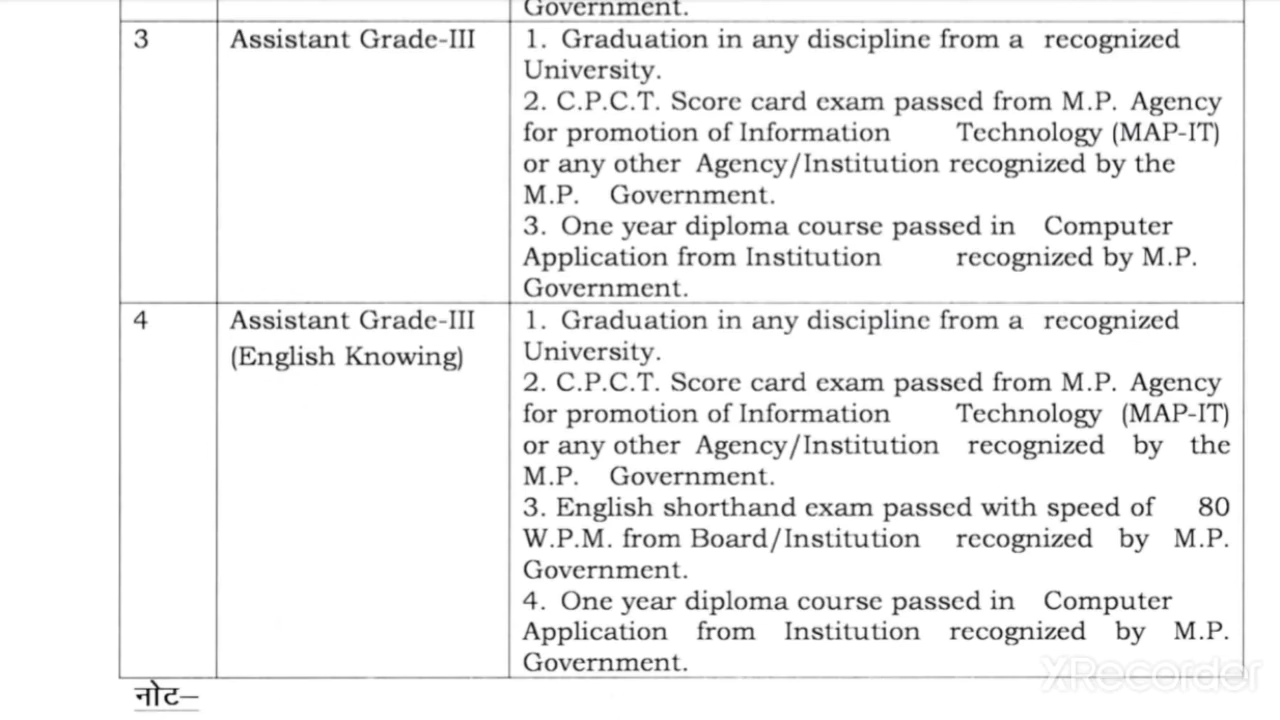 Government.
3 Assistant Grade-III 1. Graduation in any discipline from a recognized
University.
2. C.P.C.T. Score card exam passed from M.P. Agency
for promotion of Information Technology (MAP-IT)
or any other Agency/Institution recognized by the
M.P. Government.
3. One year diploma course passed in Computer
Application from Institution recognized by M.P.
Government.
4 Assistant Grade-III 1. Graduation in any discipline from a recognized
(English Knowing) University.
2. C.P.C.T. Score card exam passed from M.P. Agency
for promotion of Information Technology (MAP-IT)
or any other Agency/Institution recognized by the
M.P. Government.
3. English shorthand exam passed with speed of 80
W.P.M. from Board/Institution recognized by M.P.
Government.
4. One year diploma course passed in Computer
Application from Institution recognized by M.P.
Government.
नोट–
XRecorder